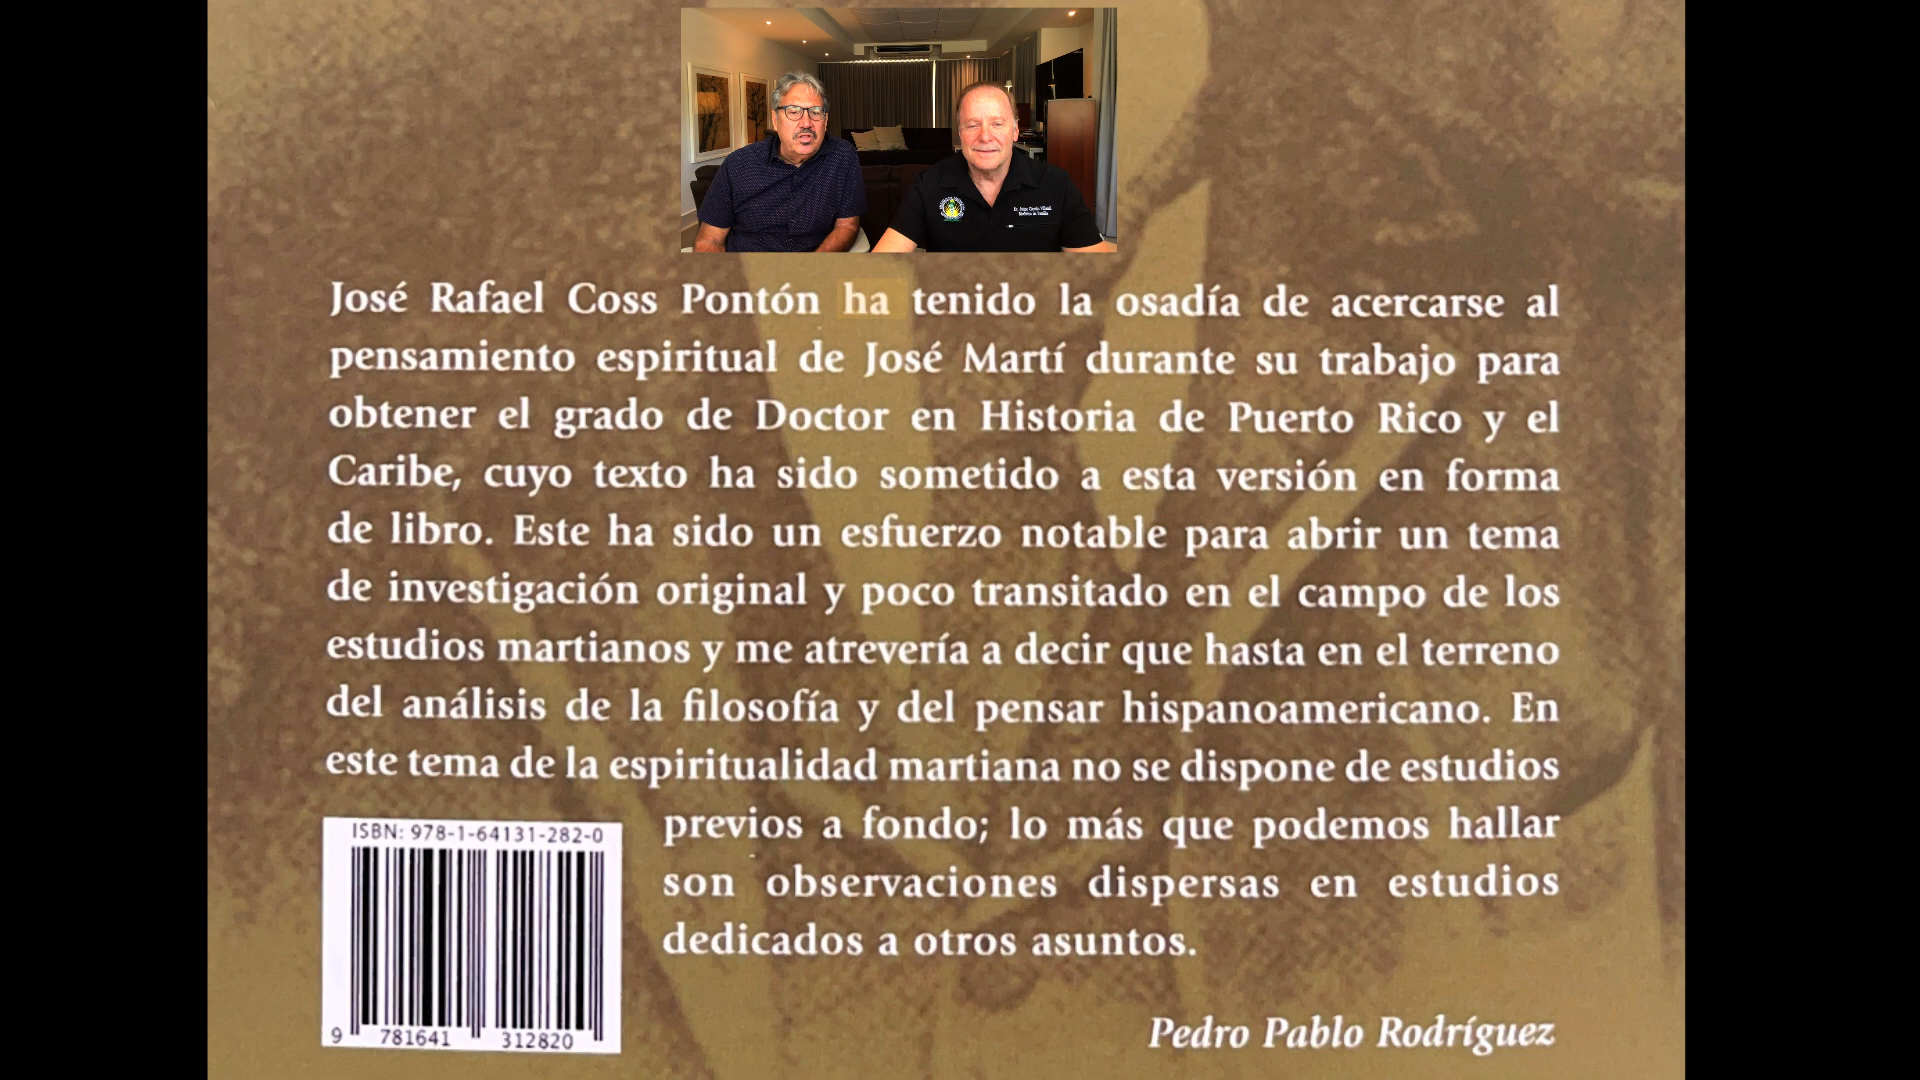 José Rafael Coss Pontón ha tenido la osadía de acercarse al
pensamiento espiritual de José Martí durante su trabajo para
obtener el grado de Doctor en Historia de Puerto Rico y el
Caribe, cuyo texto ha sido sometido a esta versión en forma
de libro. Este ha sido un esfuerzo notable para abrir un tema
de investigación original y poco transitado en el campo de los
estudios martianos y me atrevería a decir que hasta en el terreno
del análisis de la filosofía y del pensar hispanoamericano. En
este tema de la espiritualidad martiana no se dispone de estudios
previos a fondo; lo más que podemos hallar
son observaciones dispersas en estudios
dedicados a otros asuntos.
ISBN: 978-1-64131-282-0
9 781641 312820
Pedro Pablo Rodríguez